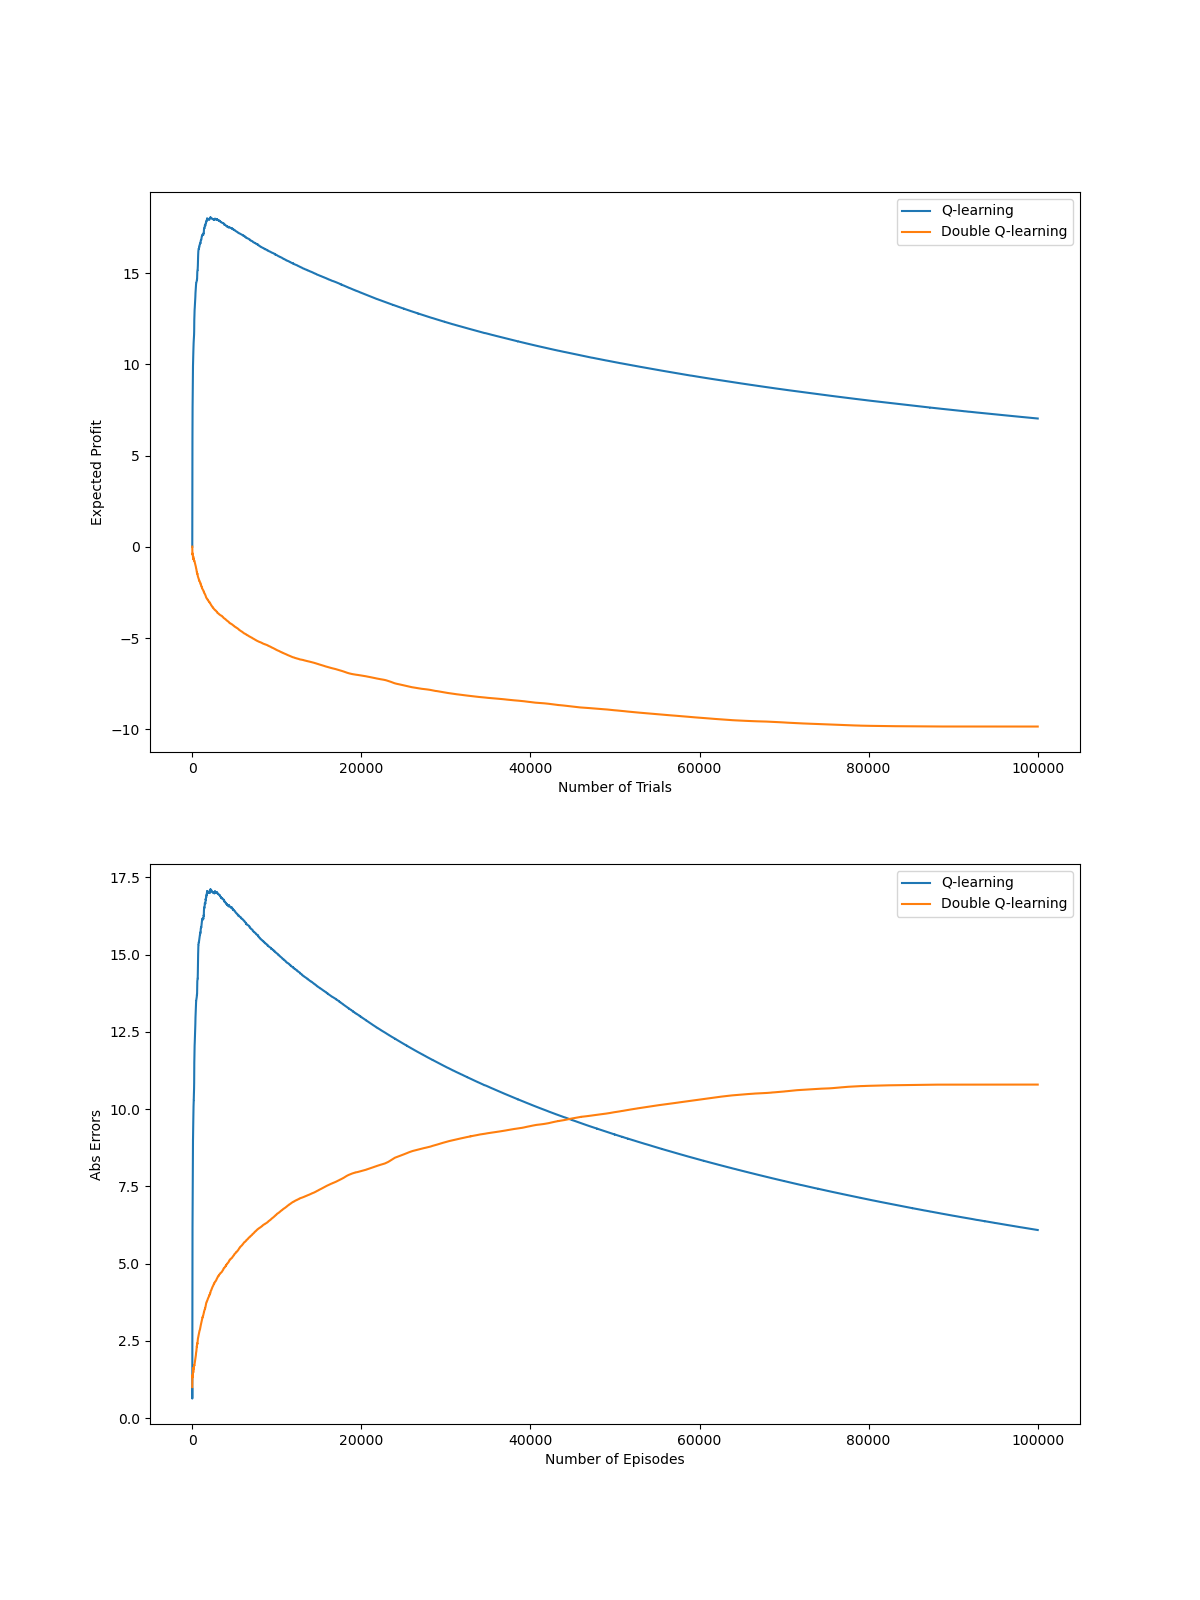 Q-learning
Double Q-learning
15
10
5
0
−5
−10
Expected Profit
0 20000 40000 60000 80000 100000
Number of Trials
Q-learning
Double Q-learning
17.5
15.0
12.5
10.0
7.5
5.0
2.5
0.0
Abs Errors
0 20000 40000 60000 80000 100000
Number of Episodes